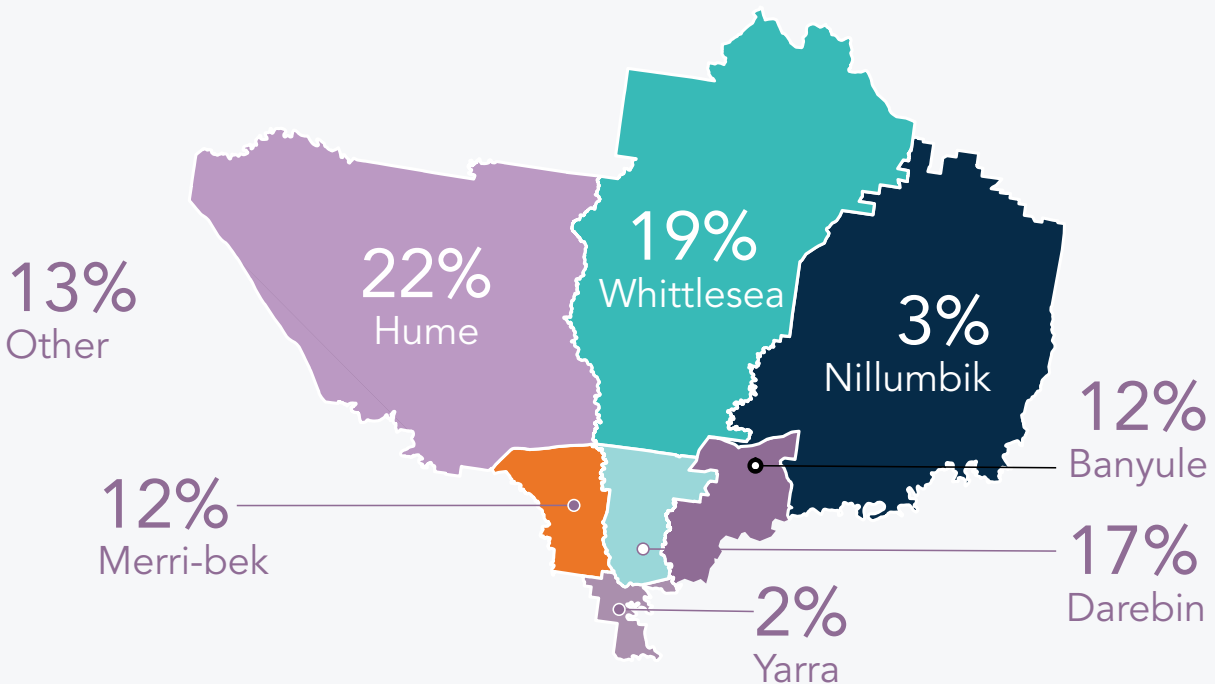 19%
Whittlesea
22%
Hume
13%
Other
3%
Nillumbik
12%
Banyule
12%
Merri-bek
17%
Darebin
2%
Yarra